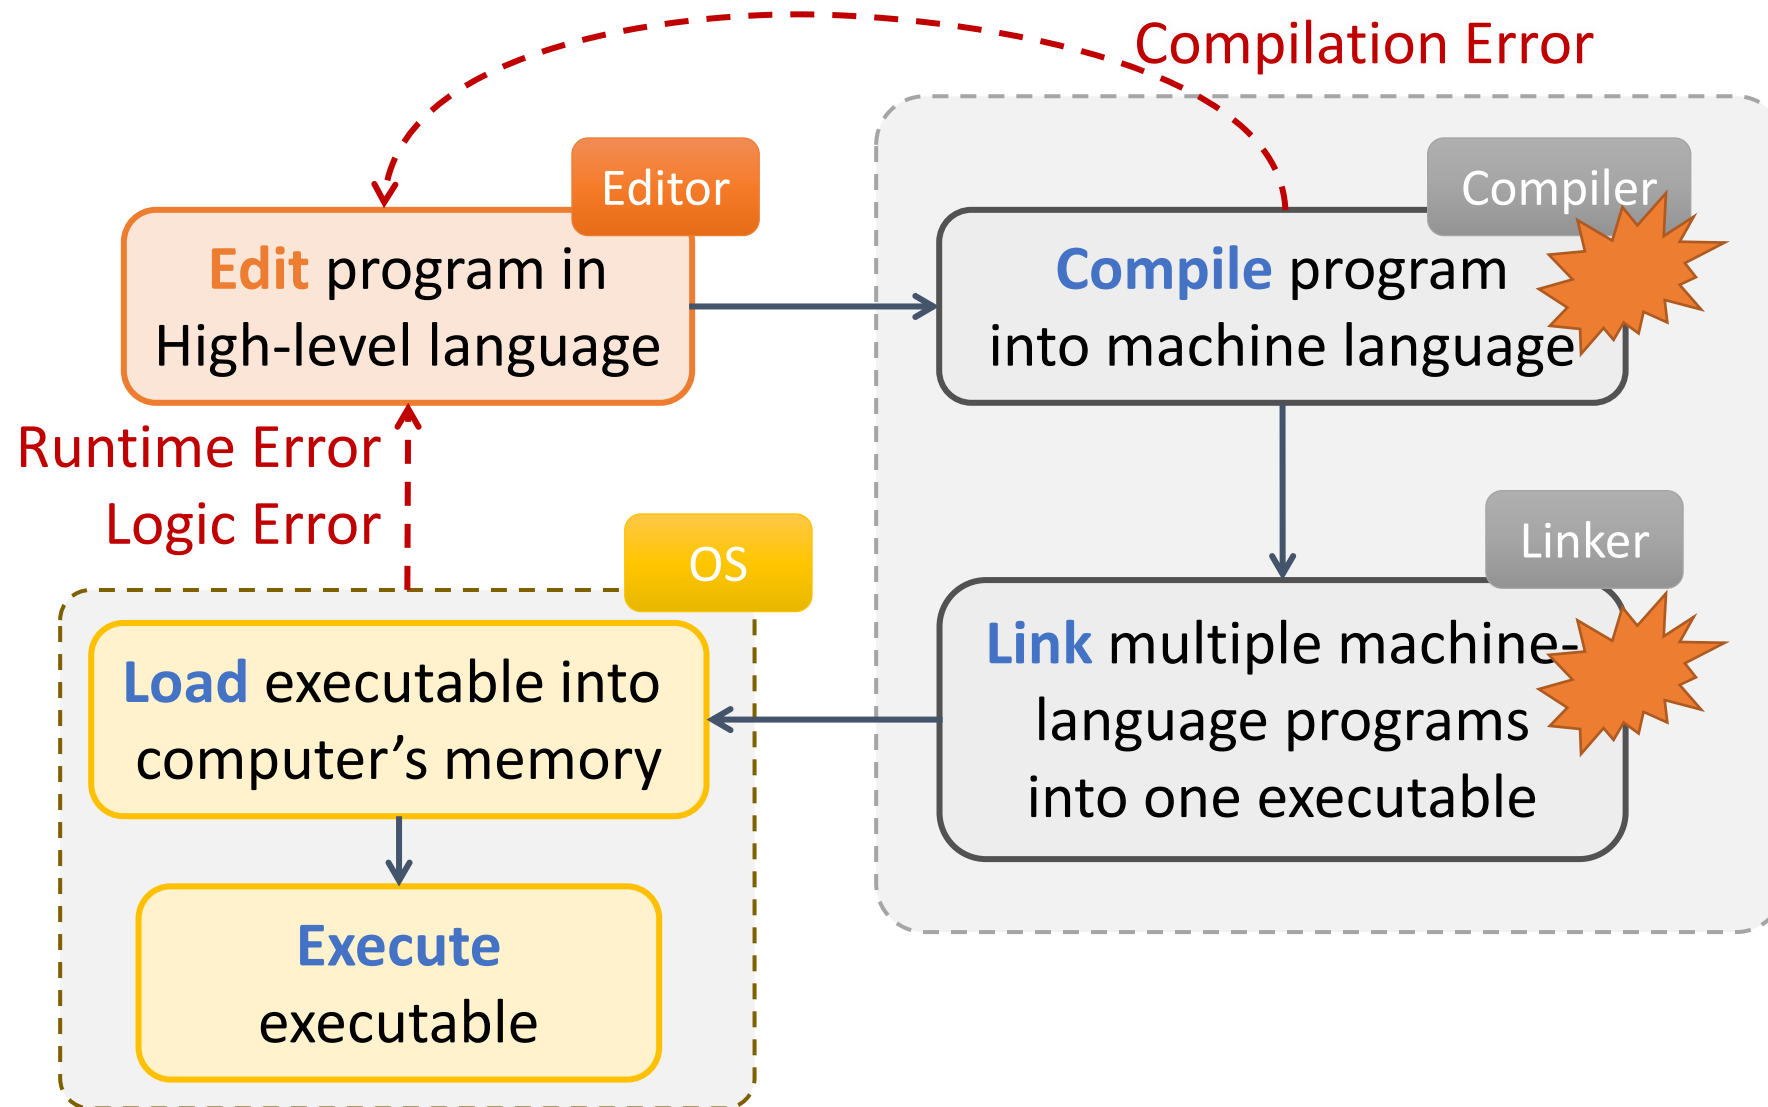 Compilation Error
Editor
Edit program in
High-level language
Compiler
Compile program
into machine language
Runtime Error
Logic Error
OS
Load executable into
computer’s memory
Execute
executable
Linker
Link multiple machine-
language programs
into one executable